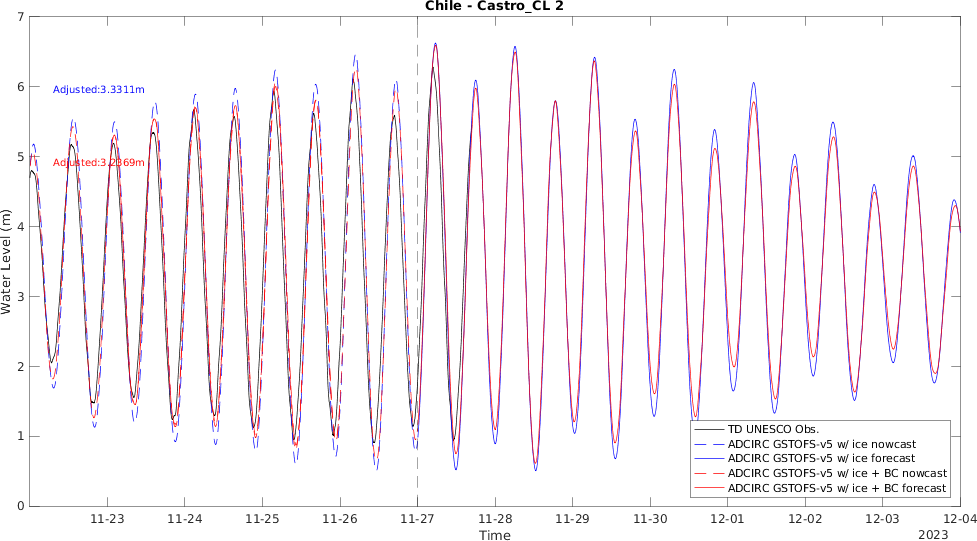 Chile - Castro_CL 2
7
6
5
4
3
2
1
0
Water Level (m)
Adjusted:3.3311m
Adjusted:3.2369m
TD UNESCO Obs.
ADCIRC GSTOFS-v5 w/ ice nowcast
ADCIRC GSTOFS-v5 w/ ice forecast
ADCIRC GSTOFS-v5 w/ ice + BC nowcast
ADCIRC GSTOFS-v5 w/ ice + BC forecast
11-23 11-24 11-25 11-26 11-27 11-28 11-29 11-30 12-01 12-02 12-03 12-04
Time
2023